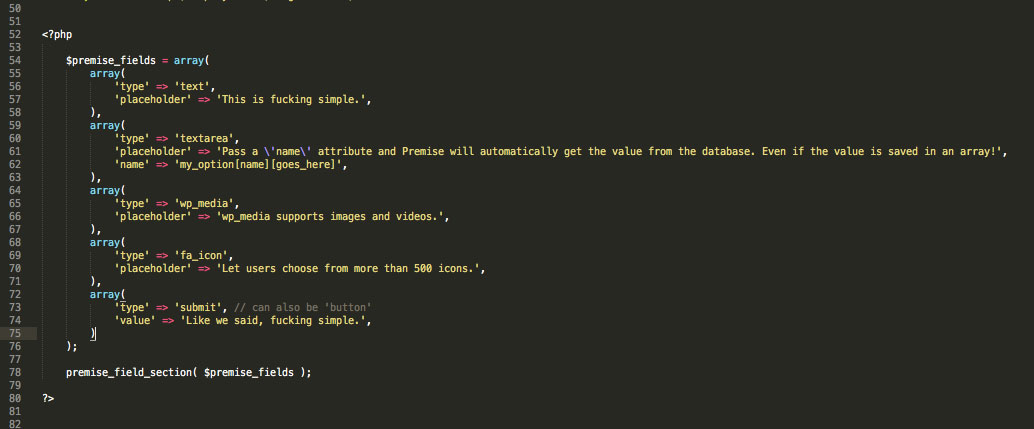 50
51
52 <?php
53
54 $premise_fields = array(
55 array(
56 'type' => 'text',
57 'placeholder' => 'This is fucking simple.',
58 ),
59 array(
60 'type' => 'textarea',
61 'placeholder' => 'Pass a \'name\' attribute and Premise will automatically get the value from the database. Even if the value is saved in an array!',
62 'name' => 'my_option[name][goes_here]',
63 ),
64 array(
65 'type' => 'wp_media',
66 'placeholder' => 'wp_media supports images and videos.',
67 ),
68 array(
69 'type' => 'fa_icon',
70 'placeholder' => 'Let users choose from more than 500 icons.',
71 ),
72 array(
73 'type' => 'submit', // can also be 'button'
74 'value' => 'Like we said, fucking simple.',
75 )
76 );
77
78 premise_field_section( $premise_fields );
79
80 ?>
81
82